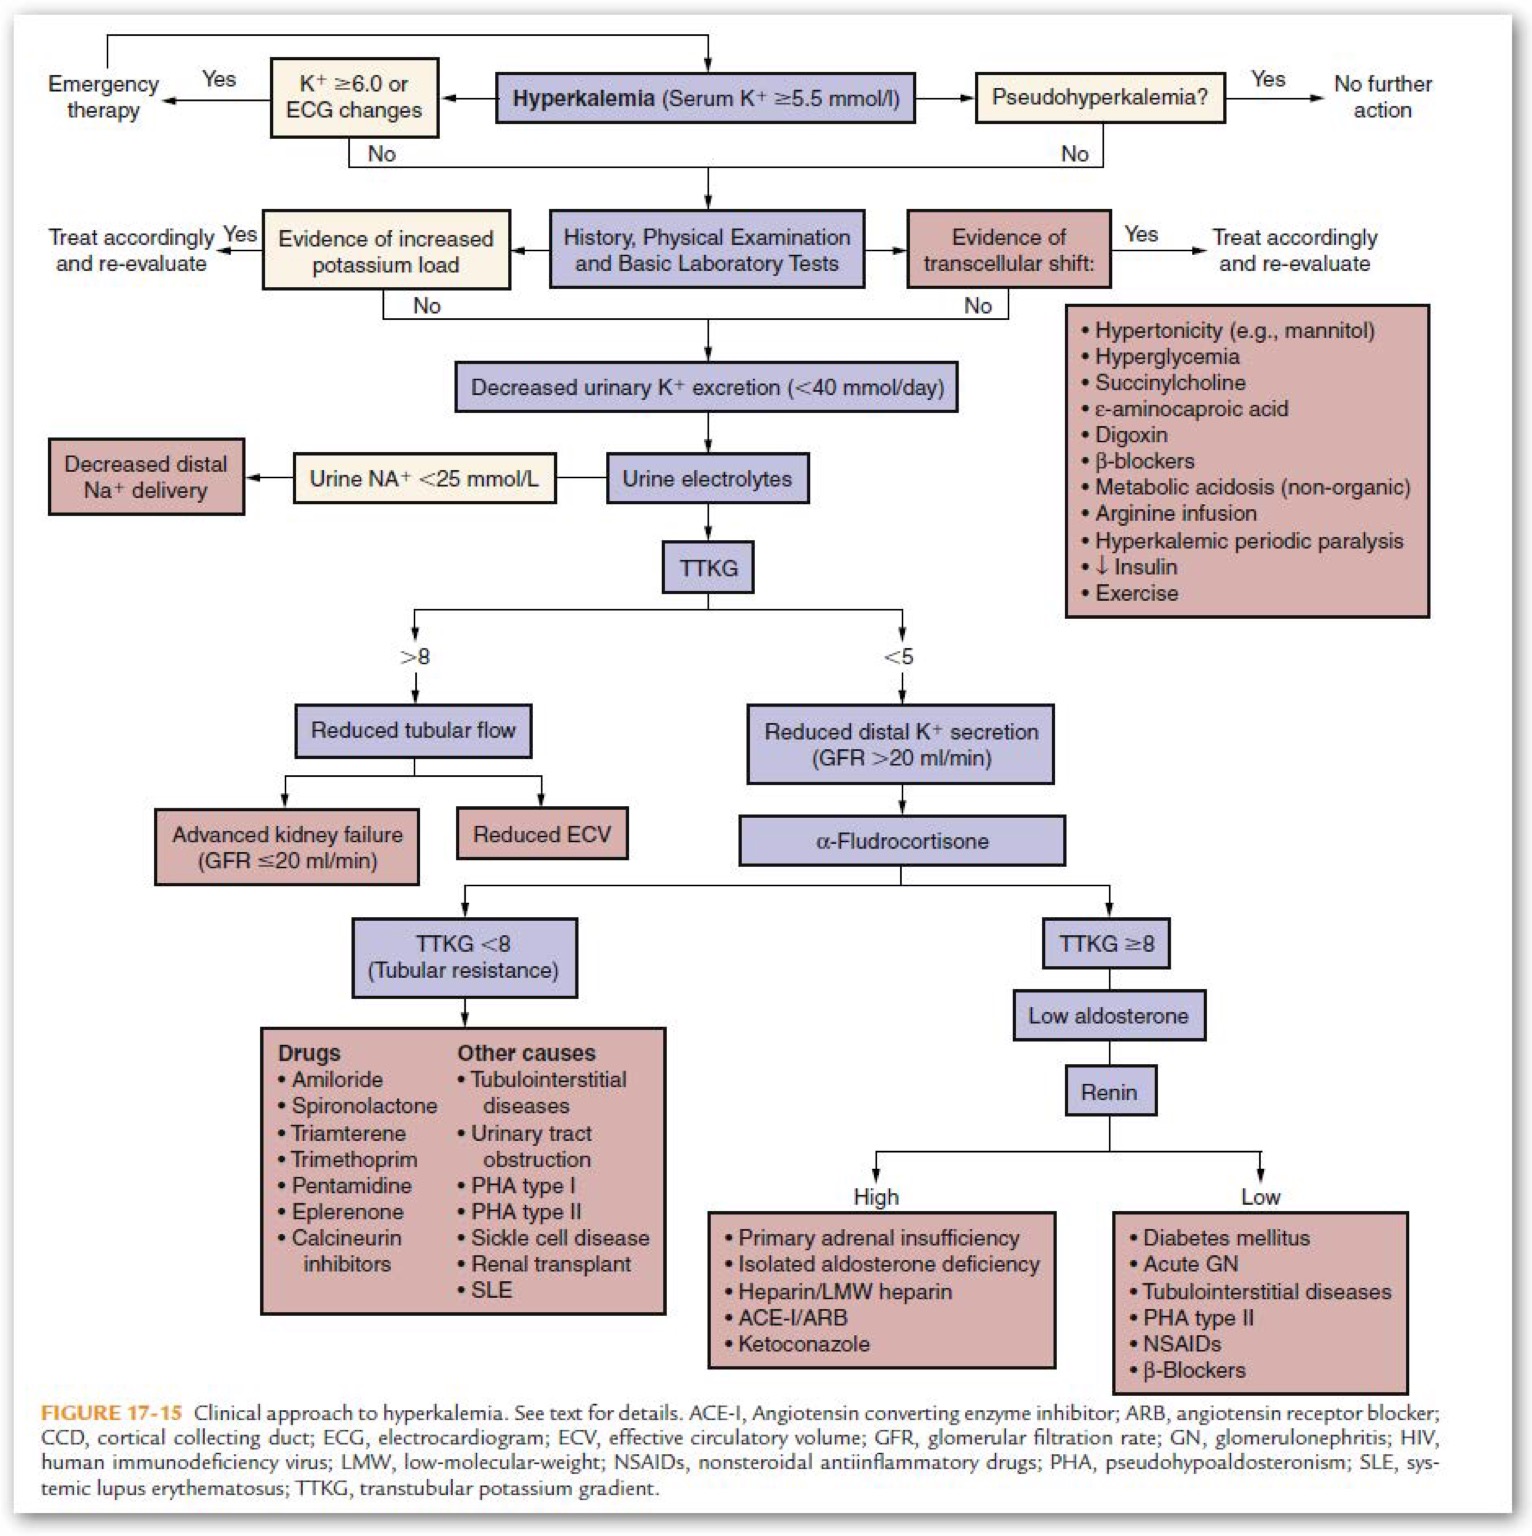 Emergency
therapy
Yes
K+ ≥6.0 or
ECG changes
Hyperkalemia (Serum K+ ≥5.5 mmol/l)
Pseudohyperkalemia?
Yes
No further
action
No
No
Treat accordingly
and re-evaluate
Yes
Evidence of increased
potassium load
History, Physical Examination
and Basic Laboratory Tests
Evidence of
transcellular shift:
Yes
Treat accordingly
and re-evaluate
No
No
• Hypertonicity (e.g., mannitol)
• Hyperglycemia
• Succinylcholine
• ε-aminocaproic acid
• Digoxin
• β-blockers
• Metabolic acidosis (non-organic)
• Arginine infusion
• Hyperkalemic periodic paralysis
• ↓ Insulin
• Exercise
Decreased urinary K+ excretion (<40 mmol/day)
Decreased distal
Na+ delivery
Urine NA+ <25 mmol/L
Urine electrolytes
TTKG
>8
<5
Reduced tubular flow
Reduced distal K+ secretion
(GFR >20 ml/min)
Advanced kidney failure
(GFR ≤20 ml/min)
Reduced ECV
α-Fludrocortisone
TTKG <8
(Tubular resistance)
TTKG ≥8
Low aldosterone
Renin
Drugs
• Amiloride
• Spironolactone
• Triamterene
• Trimethoprim
• Pentamidine
• Eplerenone
• Calcineurin
inhibitors
Other causes
• Tubulointerstitial
diseases
• Urinary tract
obstruction
• PHA type I
• PHA type II
• Sickle cell disease
• Renal transplant
• SLE
High
• Primary adrenal insufficiency
• Isolated aldosterone deficiency
• Heparin/LMW heparin
• ACE-I/ARB
• Ketoconazole
Low
• Diabetes mellitus
• Acute GN
• Tubulointerstitial diseases
• PHA type II
• NSAIDs
• β-Blockers
FIGURE 17-15 Clinical approach to hyperkalemia. See text for details. ACE-I, Angiotensin converting enzyme inhibitor; ARB, angiotensin receptor blocker;
CCD, cortical collecting duct; ECG, electrocardiogram; ECV, effective circulatory volume; GFR, glomerular filtration rate; GN, glomerulonephritis; HIV,
human immunodeficiency virus; LMW, low-molecular-weight; NSAIDs, nonsteroidal antiinflammatory drugs; PHA, pseudohypoaldosteronism; SLE, sys-
temic lupus erythematosus; TTKG, transtubular potassium gradient.